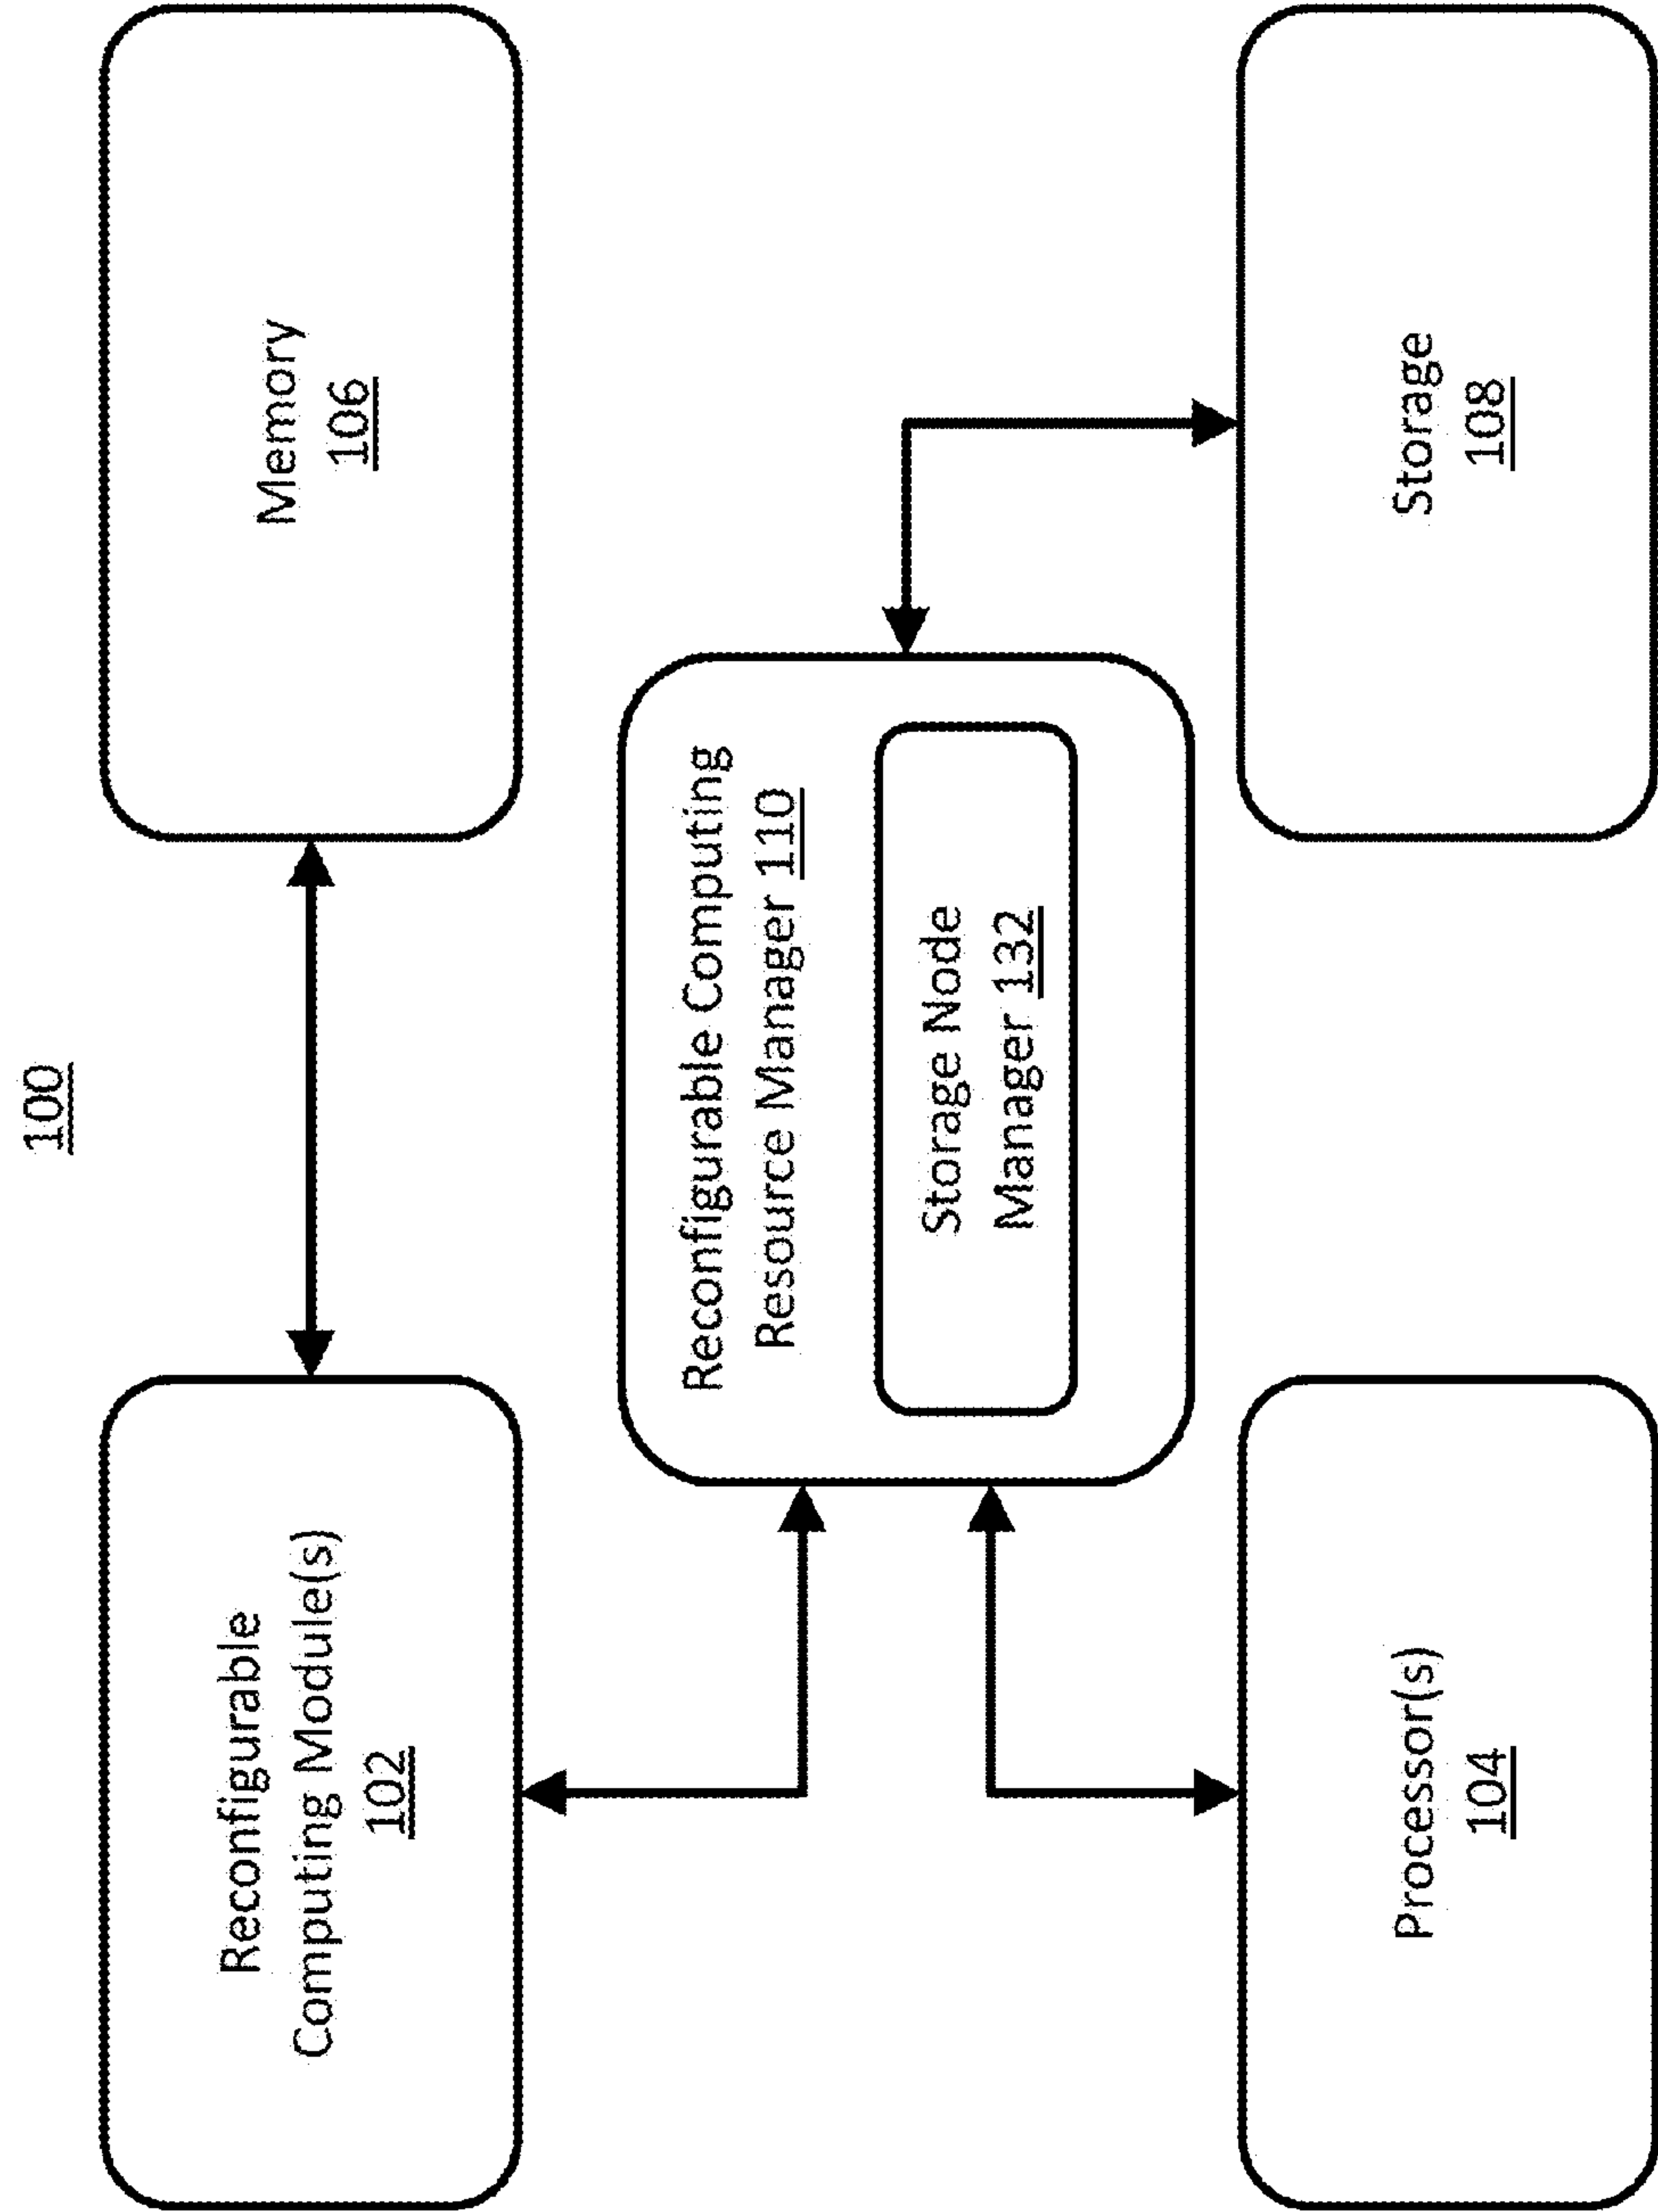 100
Reconfigurable
Computing Module(s)
102
Memory
106
Reconfigurable Computing
Resource Manager 110
Storage Node
Manager 132
Processor(s)
104
Storage
108